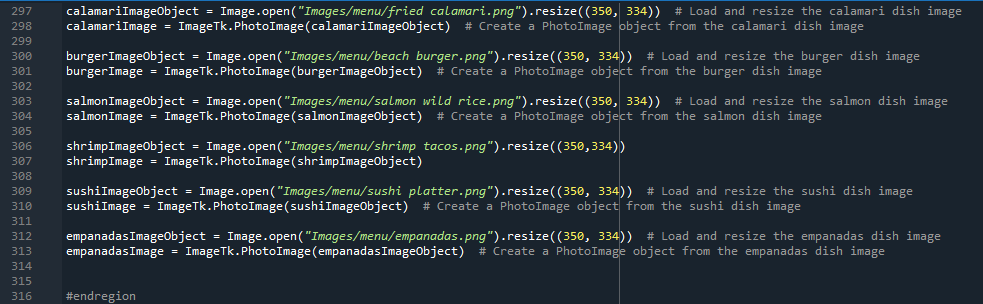 297 calamariImageObject = Image.open("Images/menu/fried calamari.png").resize((350, 334))  # Load and resize the calamari dish image
298 calamariImage = ImageTk.PhotoImage(calamariImageObject)  # Create a PhotoImage object from the calamari dish image
299
300 burgerImageObject = Image.open("Images/menu/beach burger.png").resize((350, 334))  # Load and resize the burger dish image
301 burgerImage = ImageTk.PhotoImage(burgerImageObject)  # Create a PhotoImage object from the burger dish image
302
303 salmonImageObject = Image.open("Images/menu/salmon wild rice.png").resize((350, 334))  # Load and resize the salmon dish image
304 salmonImage = ImageTk.PhotoImage(salmonImageObject)  # Create a PhotoImage object from the salmon dish image
305
306 shrimpImageObject = Image.open("Images/menu/shrimp tacos.png").resize((350,334))
307 shrimpImage = ImageTk.PhotoImage(shrimpImageObject)
308
309 sushiImageObject = Image.open("Images/menu/sushi platter.png").resize((350, 334))  # Load and resize the sushi dish image
310 sushiImage = ImageTk.PhotoImage(sushiImageObject)  # Create a PhotoImage object from the sushi dish image
311
312 empanadasImageObject = Image.open("Images/menu/empanadas.png").resize((350, 334))  # Load and resize the empanadas dish image
313 empanadasImage = ImageTk.PhotoImage(empanadasImageObject)  # Create a PhotoImage object from the empanadas dish image
314
315
316 #endregion